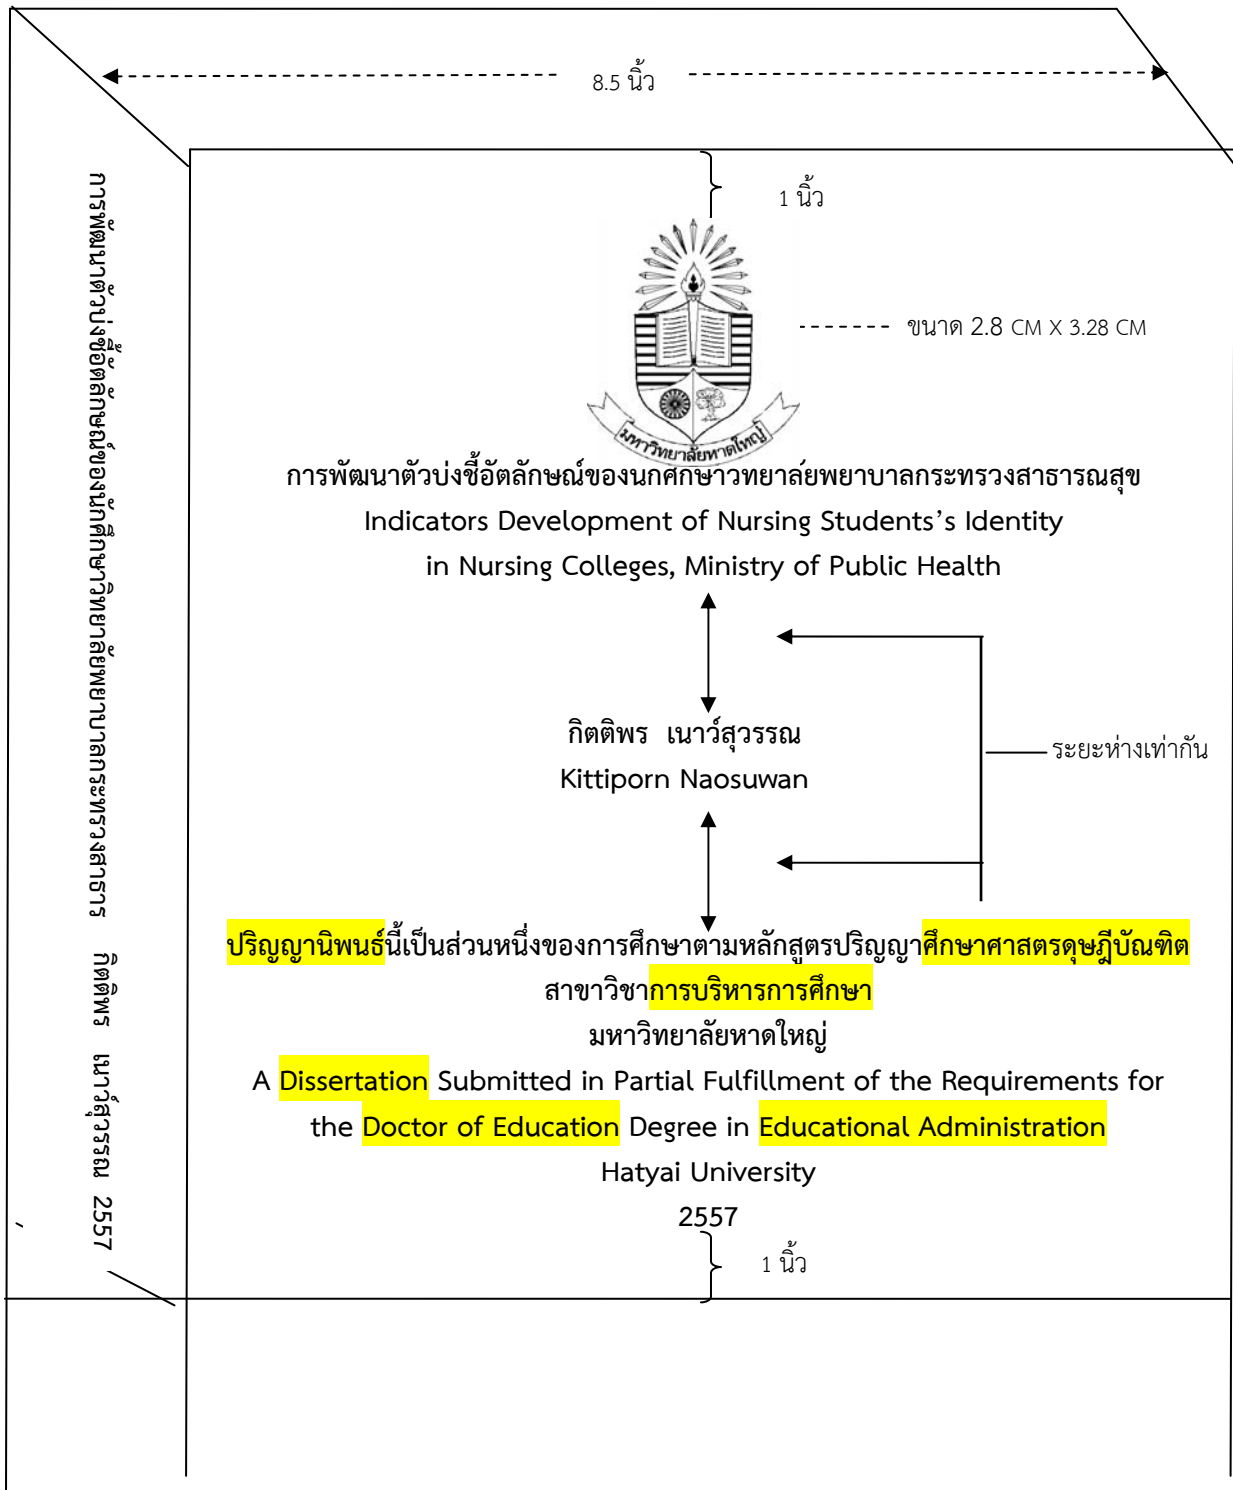 8.5 นิ้ว
1 นิ้ว
ขนาด 2.8 CM X 3.28 CM
มหาวิทยาลัยหาดใหญ่
การพัฒนาตัวบ่งชี้อัตลักษณ์ของนักศึกษาวิทยาลัยพยาบาลกระทรวงสาธารณสุข
Indicators Development of Nursing Students’s Identity
in Nursing Colleges, Ministry of Public Health
กิตติพร เนาว์สุวรรณ
Kittiporn Naosuwan
ระยะห่างเท่ากัน
ปริญญานิพนธ์นี้เป็นส่วนหนึ่งของการศึกษาตามหลักสูตรปริญญาศึกษาศาสตรดุษฎีบัณฑิต
สาขาวิชาการบริหารการศึกษา
มหาวิทยาลัยหาดใหญ่
A Dissertation Submitted in Partial Fulfillment of the Requirements for
the Doctor of Education Degree in Educational Administration
Hatyai University
2557
1 นิ้ว
การพัฒนาตัวบ่งชี้อัตลักษณ์ของนักศึกษาวิทยาลัยพยาบาลกระทรวงสาธาร กิตติพร เนาว์สุวรรณ 2557